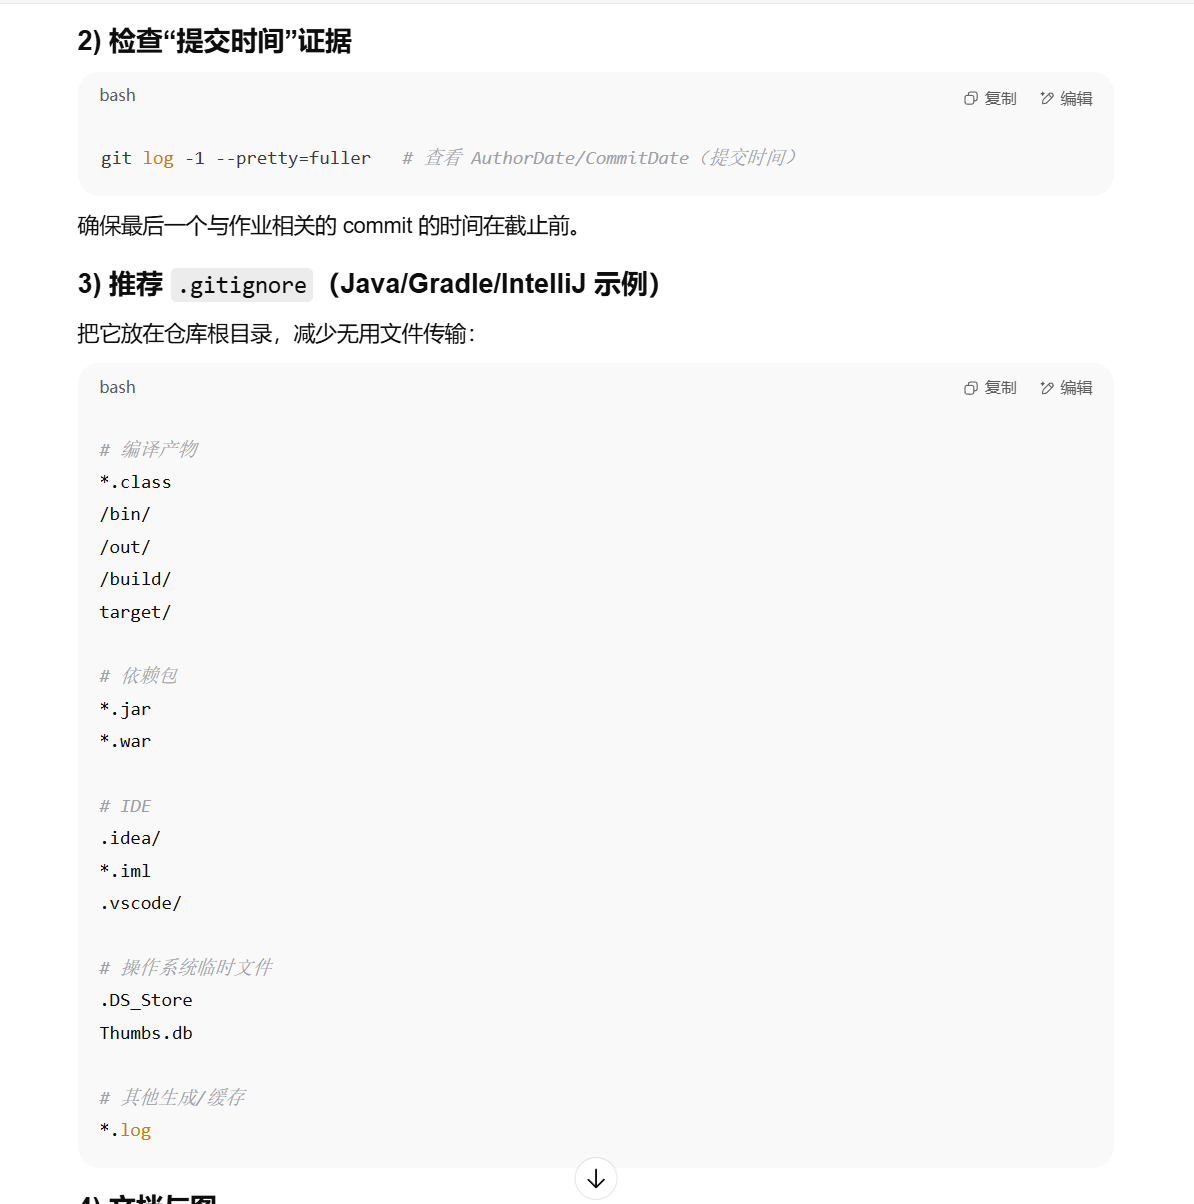 2) 检查“提交时间”证据
bash
复制 编辑
git log -1 --pretty=fuller # 查看 AuthorDate/CommitDate（提交时间）
确保最后一个与作业相关的 commit 的时间在截止前。
3) 推荐 .gitignore（Java/Gradle/IntelliJ 示例）
把它放在仓库根目录，减少无用文件传输：
bash
复制 编辑
# 编译产物
*.class
/bin/
/out/
/build/
target/
# 依赖包
*.jar
*.war
# IDE
.idea/
*.iml
.vscode/
# 操作系统临时文件
.DS_Store
Thumbs.db
# 其他生成/缓存
*.log
4) 文档与图